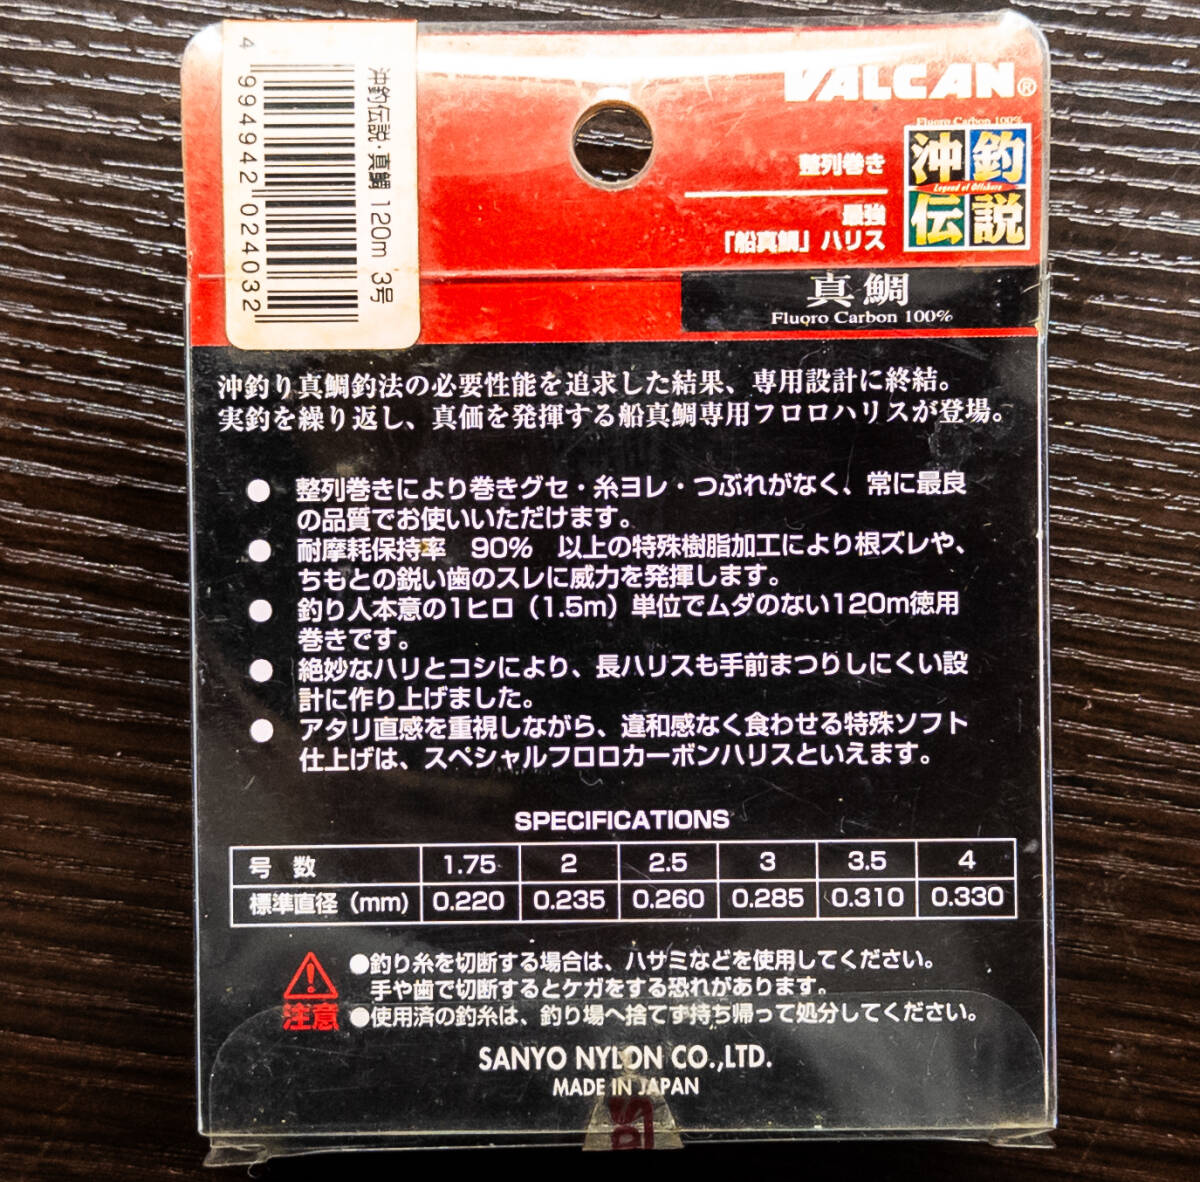 沖釣伝説・真鯛 120m 3号
4 994942 024032
VALCAN®
Fluoro Carbon 100%
整列巻き
最強
「船真鯛」ハリス
沖釣
Legend of Offshore
伝説
真鯛
Fluoro Carbon 100%
沖釣り真鯛釣法の必要性能を追求した結果、専用設計に終結。
実釣を繰り返し、真価を発揮する船真鯛専用フロロハリスが登場。
● 整列巻きにより巻きグセ・糸ヨレ・つぶれがなく、常に最良
の品質でお使いいただけます。
● 耐摩耗保持率 90% 以上の特殊樹脂加工により根ズレや、
ちもとの鋭い歯のスレに威力を発揮します。
● 釣り人本意の1ヒロ（1.5m）単位でムダのない120m徳用
巻きです。
● 絶妙なハリとコシにより、長ハリスも手前まつりしにくい設
計に作り上げました。
● アタリ直感を重視しながら、違和感なく食わせる特殊ソフト
仕上げは、スペシャルフロロカーボンハリスといえます。
SPECIFICATIONS
号 数 1.75 2 2.5 3 3.5 4
標準直径（mm） 0.220 0.235 0.260 0.285 0.310 0.330
●釣り糸を切断する場合は、ハサミなどを使用してください。
手や歯で切断するとケガをする恐れがあります。
注意 ●使用済の釣糸は、釣り場へ捨てず持ち帰って処分してください。
SANYO NYLON CO.,LTD.
MADE IN JAPAN